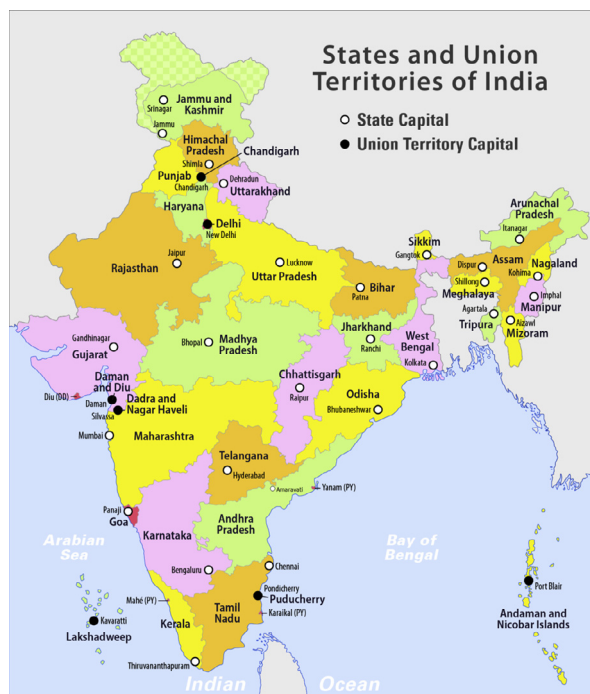 States and Union
Territories of India
State Capital
Union Territory Capital
Srinagar
Jammu and
Kashmir
Jammu
Himachal
Pradesh
Shimla
Chandigarh
Punjab
Chandigarh
Dehradun
Uttarakhand
Haryana
Delhi
New Delhi
Arunachal
Pradesh
Itanagar
Sikkim
Gangtok
Assam
Dispur
Nagaland
Kohima
Shillong
Meghalaya
Imphal
Manipur
Agartala
Tripura
Aizawl
Mizoram
Jaipur
Rajasthan
Lucknow
Uttar Pradesh
Bihar
Patna
Gandhinagar
Gujarat
Bhopal
Madhya
Pradesh
Jharkhand
Ranchi
West
Bengal
Kolkata
Daman
and Diu
Diu (DD)
Daman
Dadra and
Nagar Haveli
Silvassa
Chhattisgarh
Raipur
Odisha
Bhubaneshwar
Mumbai
Maharashtra
Telangana
Hyderabad
Amaravati
Yanam (PY)
Panaji
Goa
Karnataka
Andhra
Pradesh
Arabian
Sea
Bay of
Bengal
Bengaluru
Chennai
Port Blair
Andaman and
Nicobar Islands
Mahé (PY)
Pondicherry
Puducherry
Karaikal (PY)
Kavaratti
Lakshadweep
Kerala
Tamil
Nadu
Thiruvananthapuram
Indian Ocean